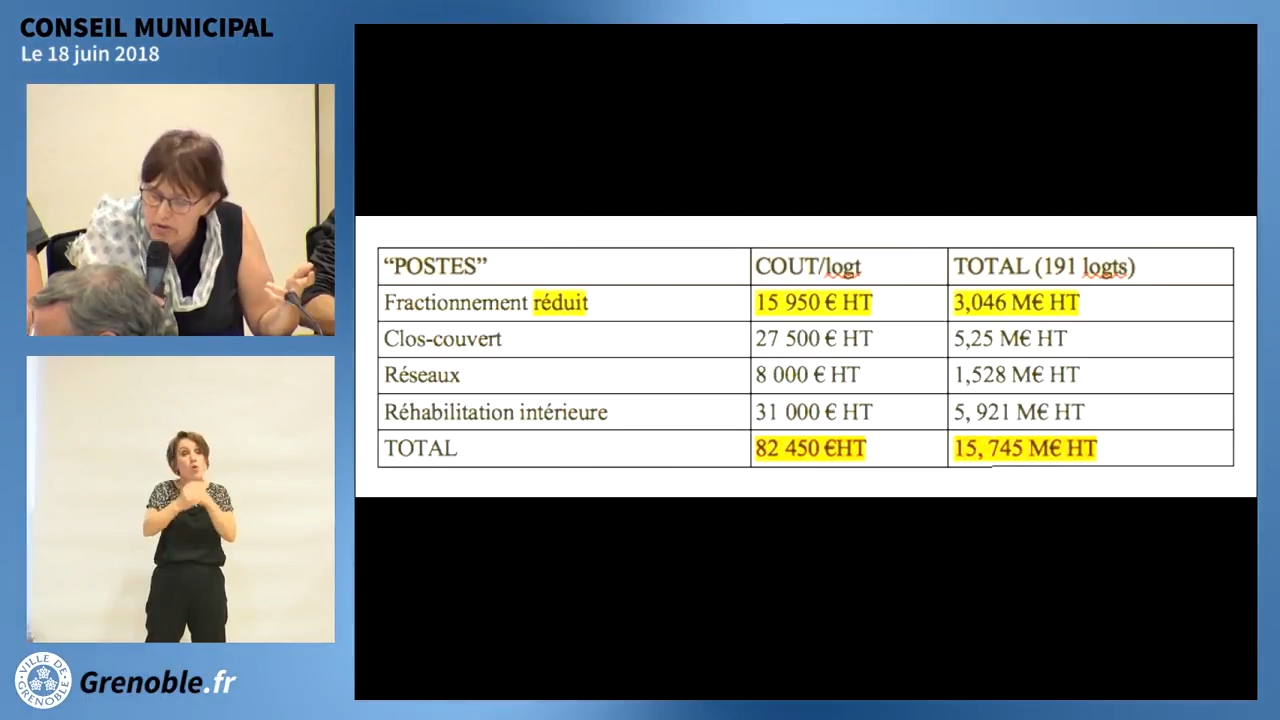 CONSEIL MUNICIPAL
Le 18 juin 2018
“POSTES” COUT/logt TOTAL (191 logts)
Fractionnement réduit 15 950 € HT 3,046 M€ HT
Clos-couvert 27 500 € HT 5,25 M€ HT
Réseaux 8 000 € HT 1,528 M€ HT
Réhabilitation intérieure 31 000 € HT 5, 921 M€ HT
TOTAL 82 450 €HT 15, 745 M€ HT
VILLE DE GRENOBLE
Grenoble.fr